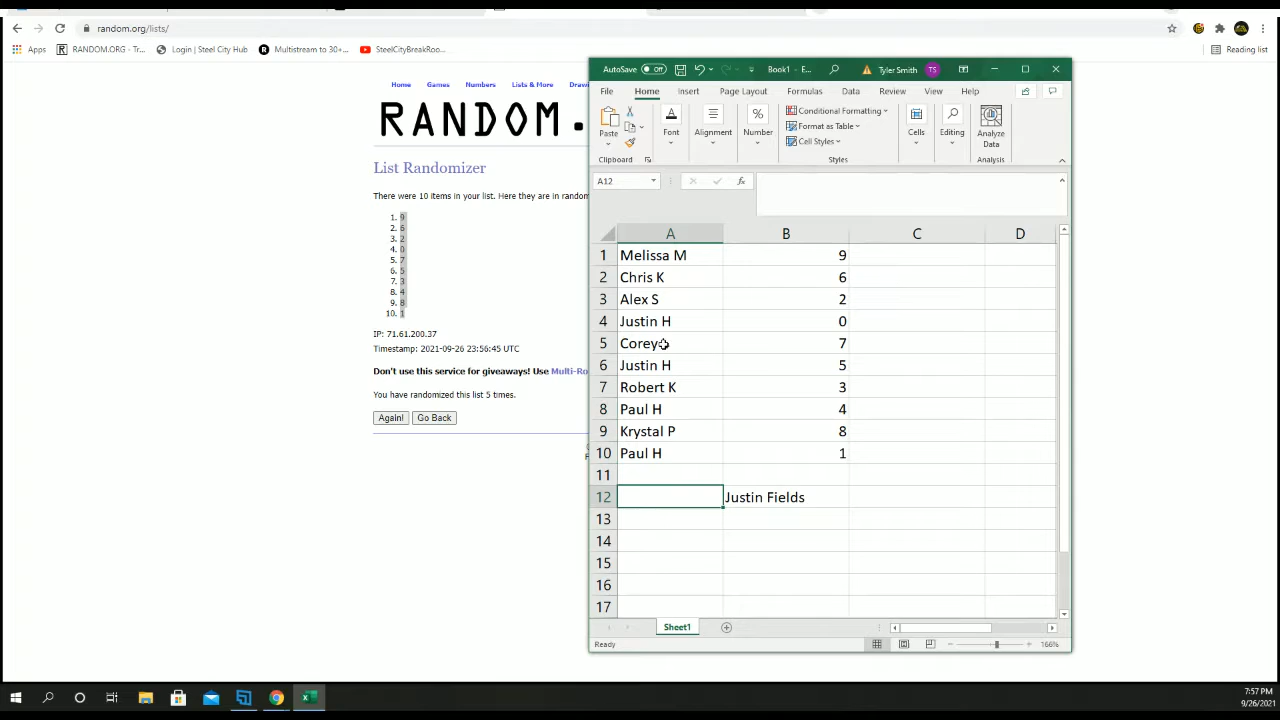 random.org/lists/
Apps
RANDOM.ORG - Tr...
Login | Steel City Hub
Multistream to 30+...
SteelCityBreakRoo...
Reading list
Home Games Numbers Lists & More Draw
RANDOM.
List Randomizer
There were 10 items in your list. Here they are in random
1. 9
2. 6
3. 2
4. 0
5. 7
6. 5
7. 3
8. 4
9. 8
10. 1
IP: 71.61.200.37
Timestamp: 2021-09-26 23:56:45 UTC
Don't use this service for giveaways! Use Multi-Ro
You have randomized this list 5 times.
Again! Go Back
AutoSave Off Book1 - E... Tyler Smith TS
File Home Insert Page Layout Formulas Data Review View Help
Paste
Clipboard
Font
Alignment
Number
Conditional Formatting
Format as Table
Cell Styles
Styles
Cells
Editing
Analyze
Data
Analysis
A12
A B C D
1 Melissa M 9
2 Chris K 6
3 Alex S 2
4 Justin H 0
5 Corey 7
6 Justin H 5
7 Robert K 3
8 Paul H 4
9 Krystal P 8
10 Paul H 1
11
12 Justin Fields
13
14
15
16
17
Sheet1
Ready 166%
7:57 PM
9/26/2021